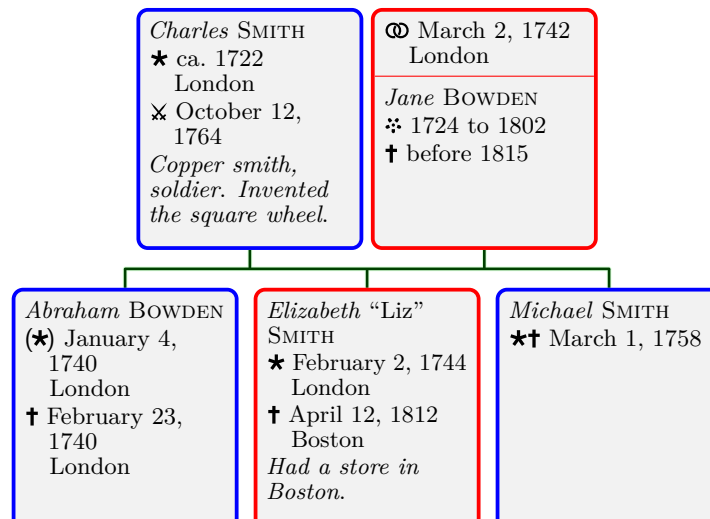 Charles SMITH
★ ca. 1722
London
⚔ October 12,
1764
Copper smith,
soldier. Invented
the square wheel.
⚭ March 2, 1742
London
Jane BOWDEN
⁘ 1724 to 1802
✝ before 1815
Abraham BOWDEN
(★) January 4,
1740
London
✝ February 23,
1740
London
Elizabeth “Liz”
SMITH
★ February 2, 1744
London
✝ April 12, 1812
Boston
Had a store in
Boston.
Michael SMITH
★✝ March 1, 1758